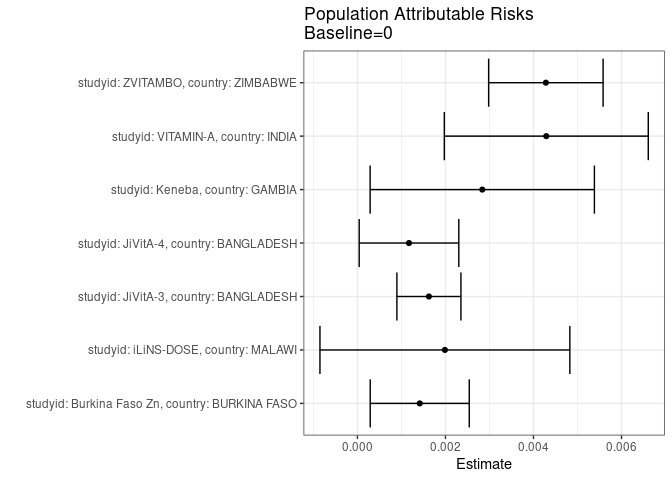 Population Attributable Risks
Baseline=0
studyid: ZVITAMBO, country: ZIMBABWE
studyid: VITAMIN-A, country: INDIA
studyid: Keneba, country: GAMBIA
studyid: JiVitA-4, country: BANGLADESH
studyid: JiVitA-3, country: BANGLADESH
studyid: iLiNS-DOSE, country: MALAWI
studyid: Burkina Faso Zn, country: BURKINA FASO
0.000 0.002 0.004 0.006
Estimate